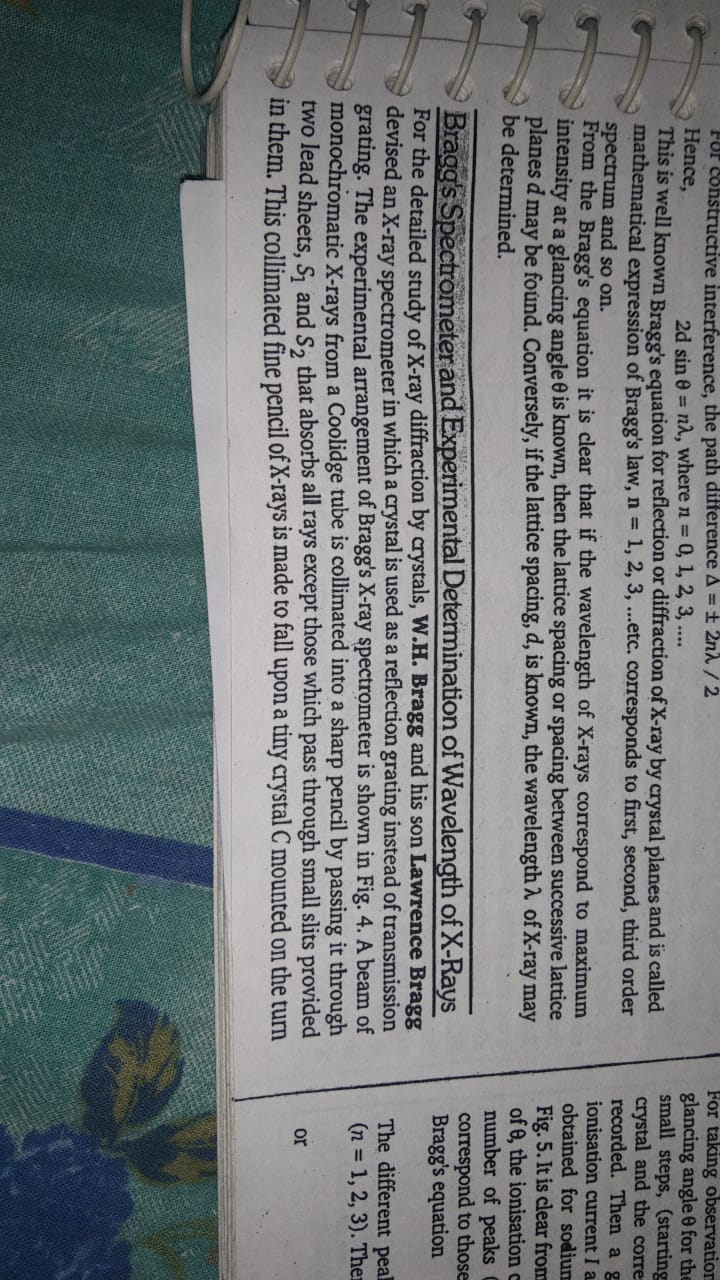 For constructive interference, the path difference Δ = ± 2nλ / 2
Hence, 2d sin θ = nλ, where n = 0, 1, 2, 3,....
This is well known Bragg's equation for reflection or diffraction of X-ray by crystal planes and is called
mathematical expression of Bragg's law, n = 1, 2, 3, ...etc. corresponds to first, second, third order
spectrum and so on.
From the Bragg's equation it is clear that if the wavelength of X-rays correspond to maximum
intensity at a glancing angle θ is known, then the lattice spacing or spacing between successive lattice
planes d may be found. Conversely, if the lattice spacing, d, is known, the wavelength λ of X-ray may
be determined.
Bragg's Spectrometer and Experimental Determination of Wavelength of X-Rays
For the detailed study of X-ray diffraction by crystals, W.H. Bragg and his son Lawrence Bragg
devised an X-ray spectrometer in which a crystal is used as a reflection grating instead of transmission
grating. The experimental arrangement of Bragg's X-ray spectrometer is shown in Fig. 4. A beam of
monochromatic X-rays from a Coolidge tube is collimated into a sharp pencil by passing it through
two lead sheets, S₁ and S₂ that absorbs all rays except those which pass through small slits provided
in them. This collimated fine pencil of X-rays is made to fall upon a tiny crystal C mounted on the turn
For taking observation
glancing angle θ for the
small steps, (starting
crystal and the corre
recorded. Then a g
ionisation current I a
obtained for sodium
Fig. 5. It is clear from
of θ, the ionisation
number of peaks (
correspond to those
Bragg's equation
The different peak
(n = 1, 2, 3). The
or